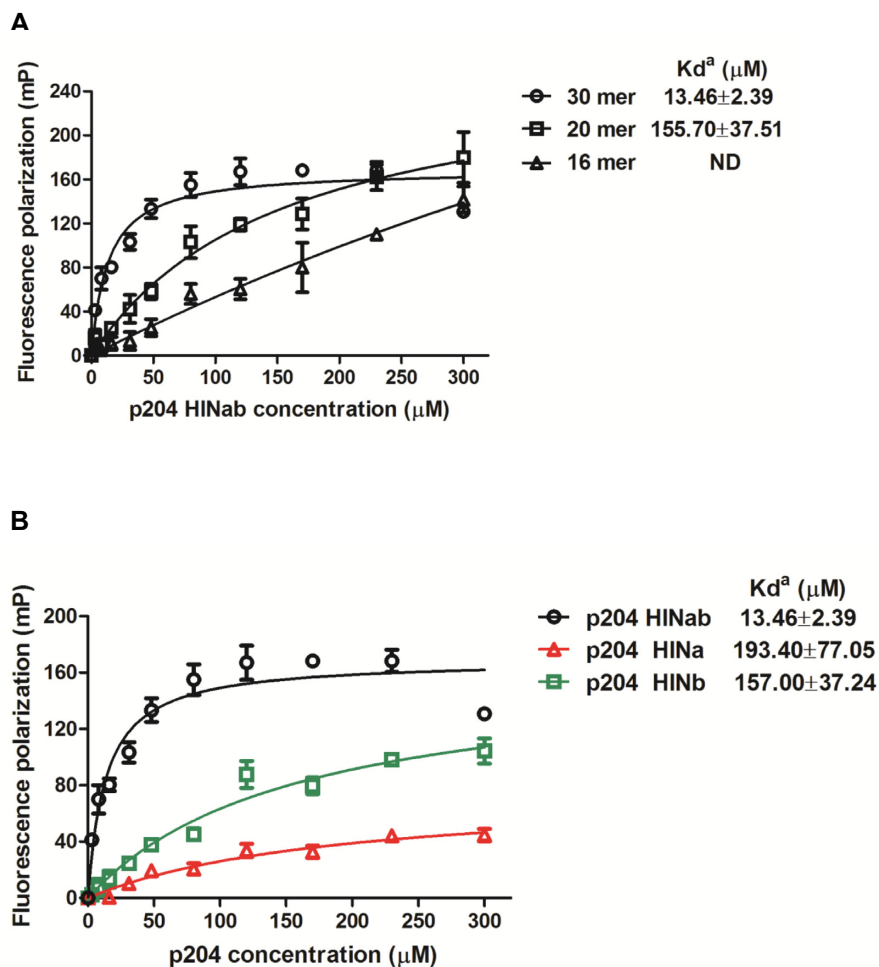 A
Kdᵃ (μM)
30 mer 13.46±2.39
20 mer 155.70±37.51
16 mer ND
Fluorescence polarization (mP)
240
200
160
120
80
40
0
0 50 100 150 200 250 300
p204 HINab concentration (μM)
B
Kdᵃ (μM)
p204 HINab 13.46±2.39
p204 HINa 193.40±77.05
p204 HINb 157.00±37.24
Fluorescence polarization (mP)
200
160
120
80
40
0
0 50 100 150 200 250 300
p204 concentration (μM)